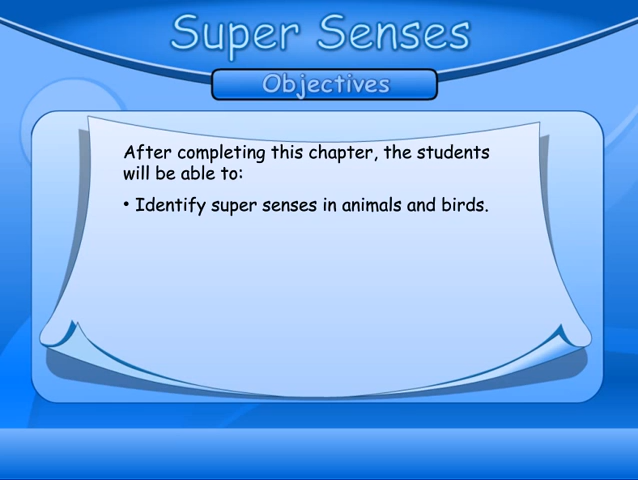 Super Senses
Objectives
After completing this chapter, the students
will be able to:
• Identify super senses in animals and birds.